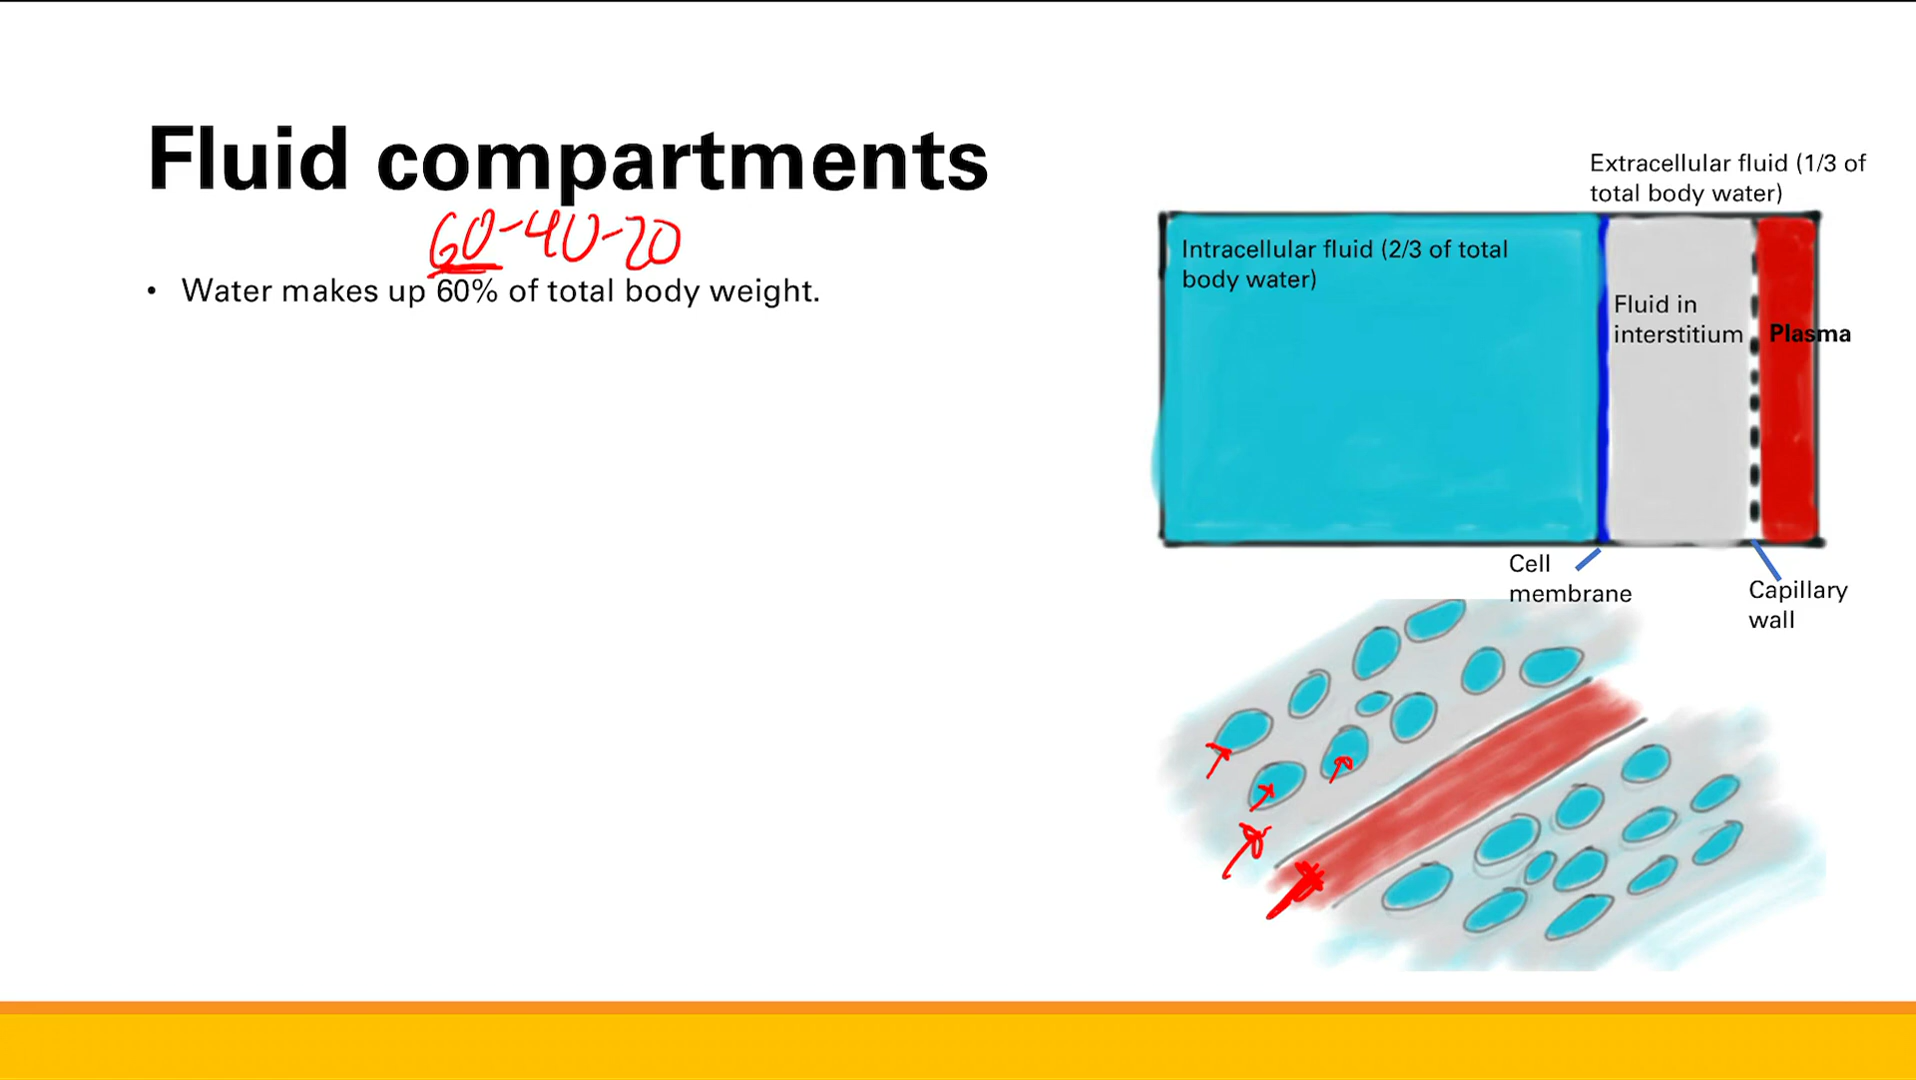 Fluid compartments
60-40-20
• Water makes up 60% of total body weight.
Extracellular fluid (1/3 of
total body water)
Intracellular fluid (2/3 of total
body water)
Fluid in
interstitium
Plasma
Cell
membrane
Capillary
wall